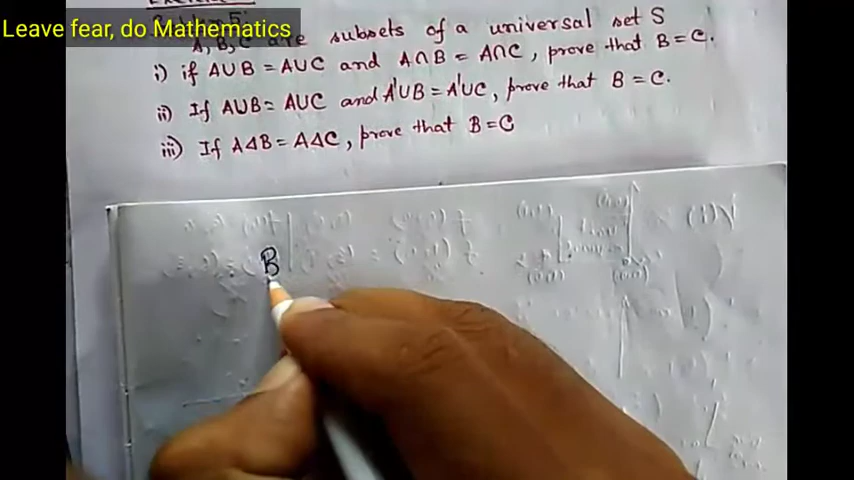 Leave fear, do Mathematics
A, B, C are subsets of a universal set S
i) if A∪B = A∪C and A∩B = A∩C, prove that B = C.
ii) If A∪B = A∪C and A'∪B = A'∪C, prove that B = C.
iii) If AΔB = AΔC, prove that B = C
B